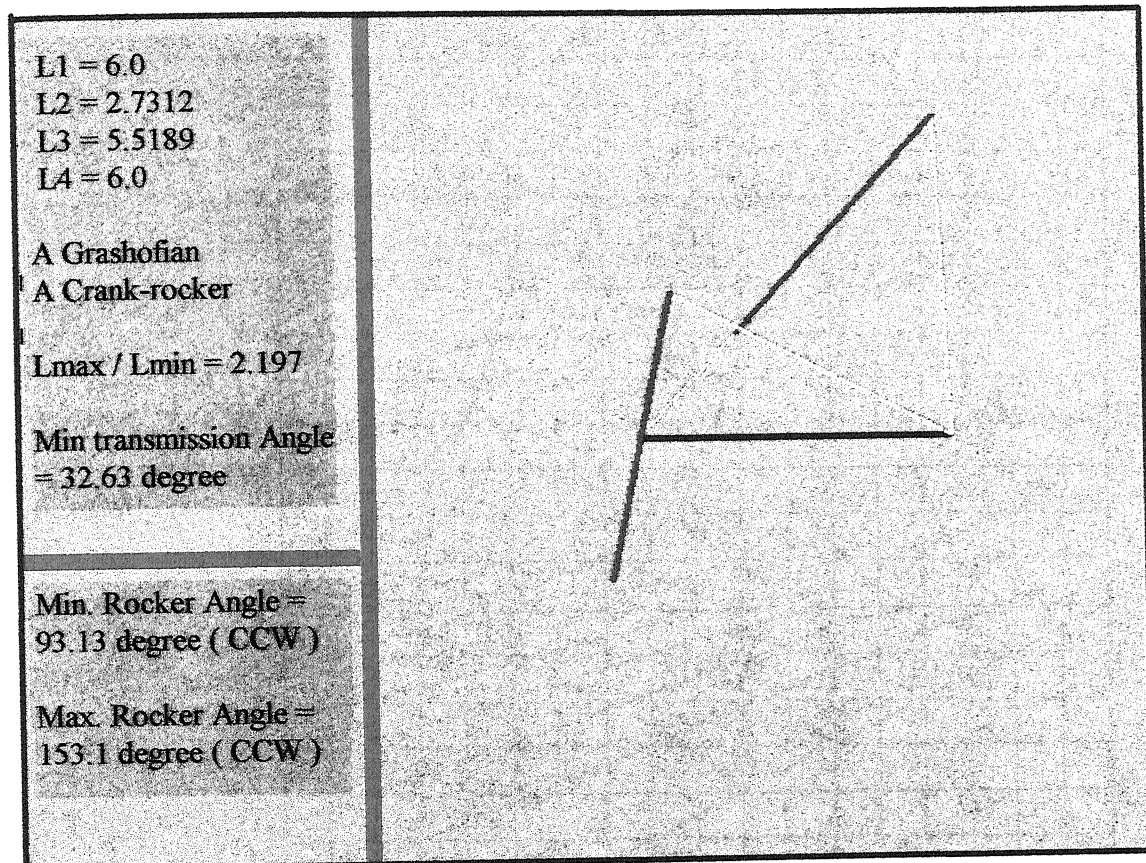 L1 = 6.0
L2 = 2.7312
L3 = 5.5189
L4 = 6.0
A Grashofian
A Crank-rocker
Lmax / Lmin = 2.197
Min transmission Angle
= 32.63 degree
Min. Rocker Angle =
93.13 degree ( CCW )
Max. Rocker Angle =
153.1 degree ( CCW )